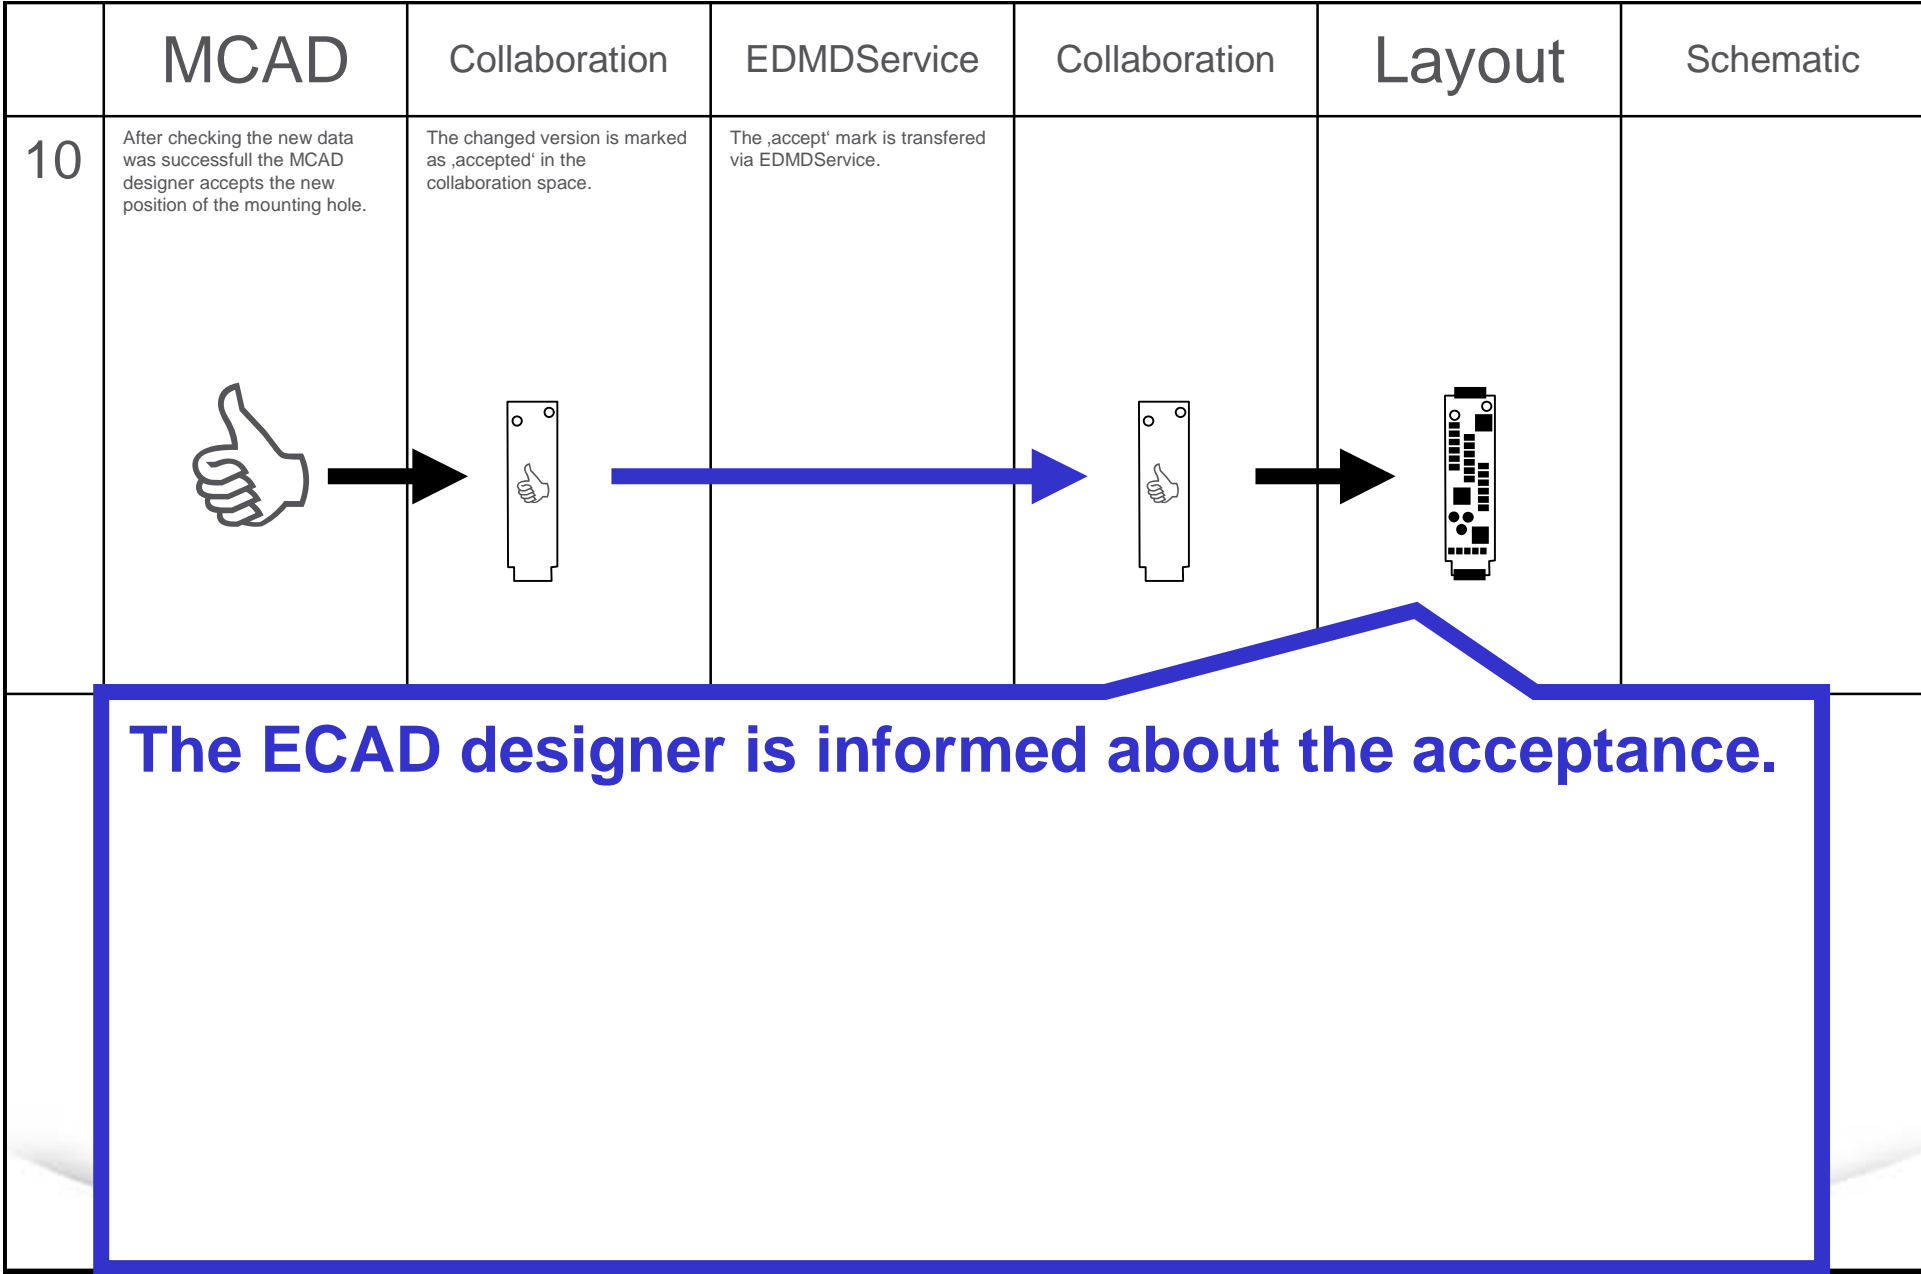 MCAD
Collaboration
EDMDService
Collaboration
Layout
Schematic
10
After checking the new data
was successfull the MCAD
designer accepts the new
position of the mounting hole.
The changed version is marked
as ‚accepted‘ in the
collaboration space.
The ‚accept‘ mark is transfered
via EDMDService.
The ECAD designer is informed about the acceptance.